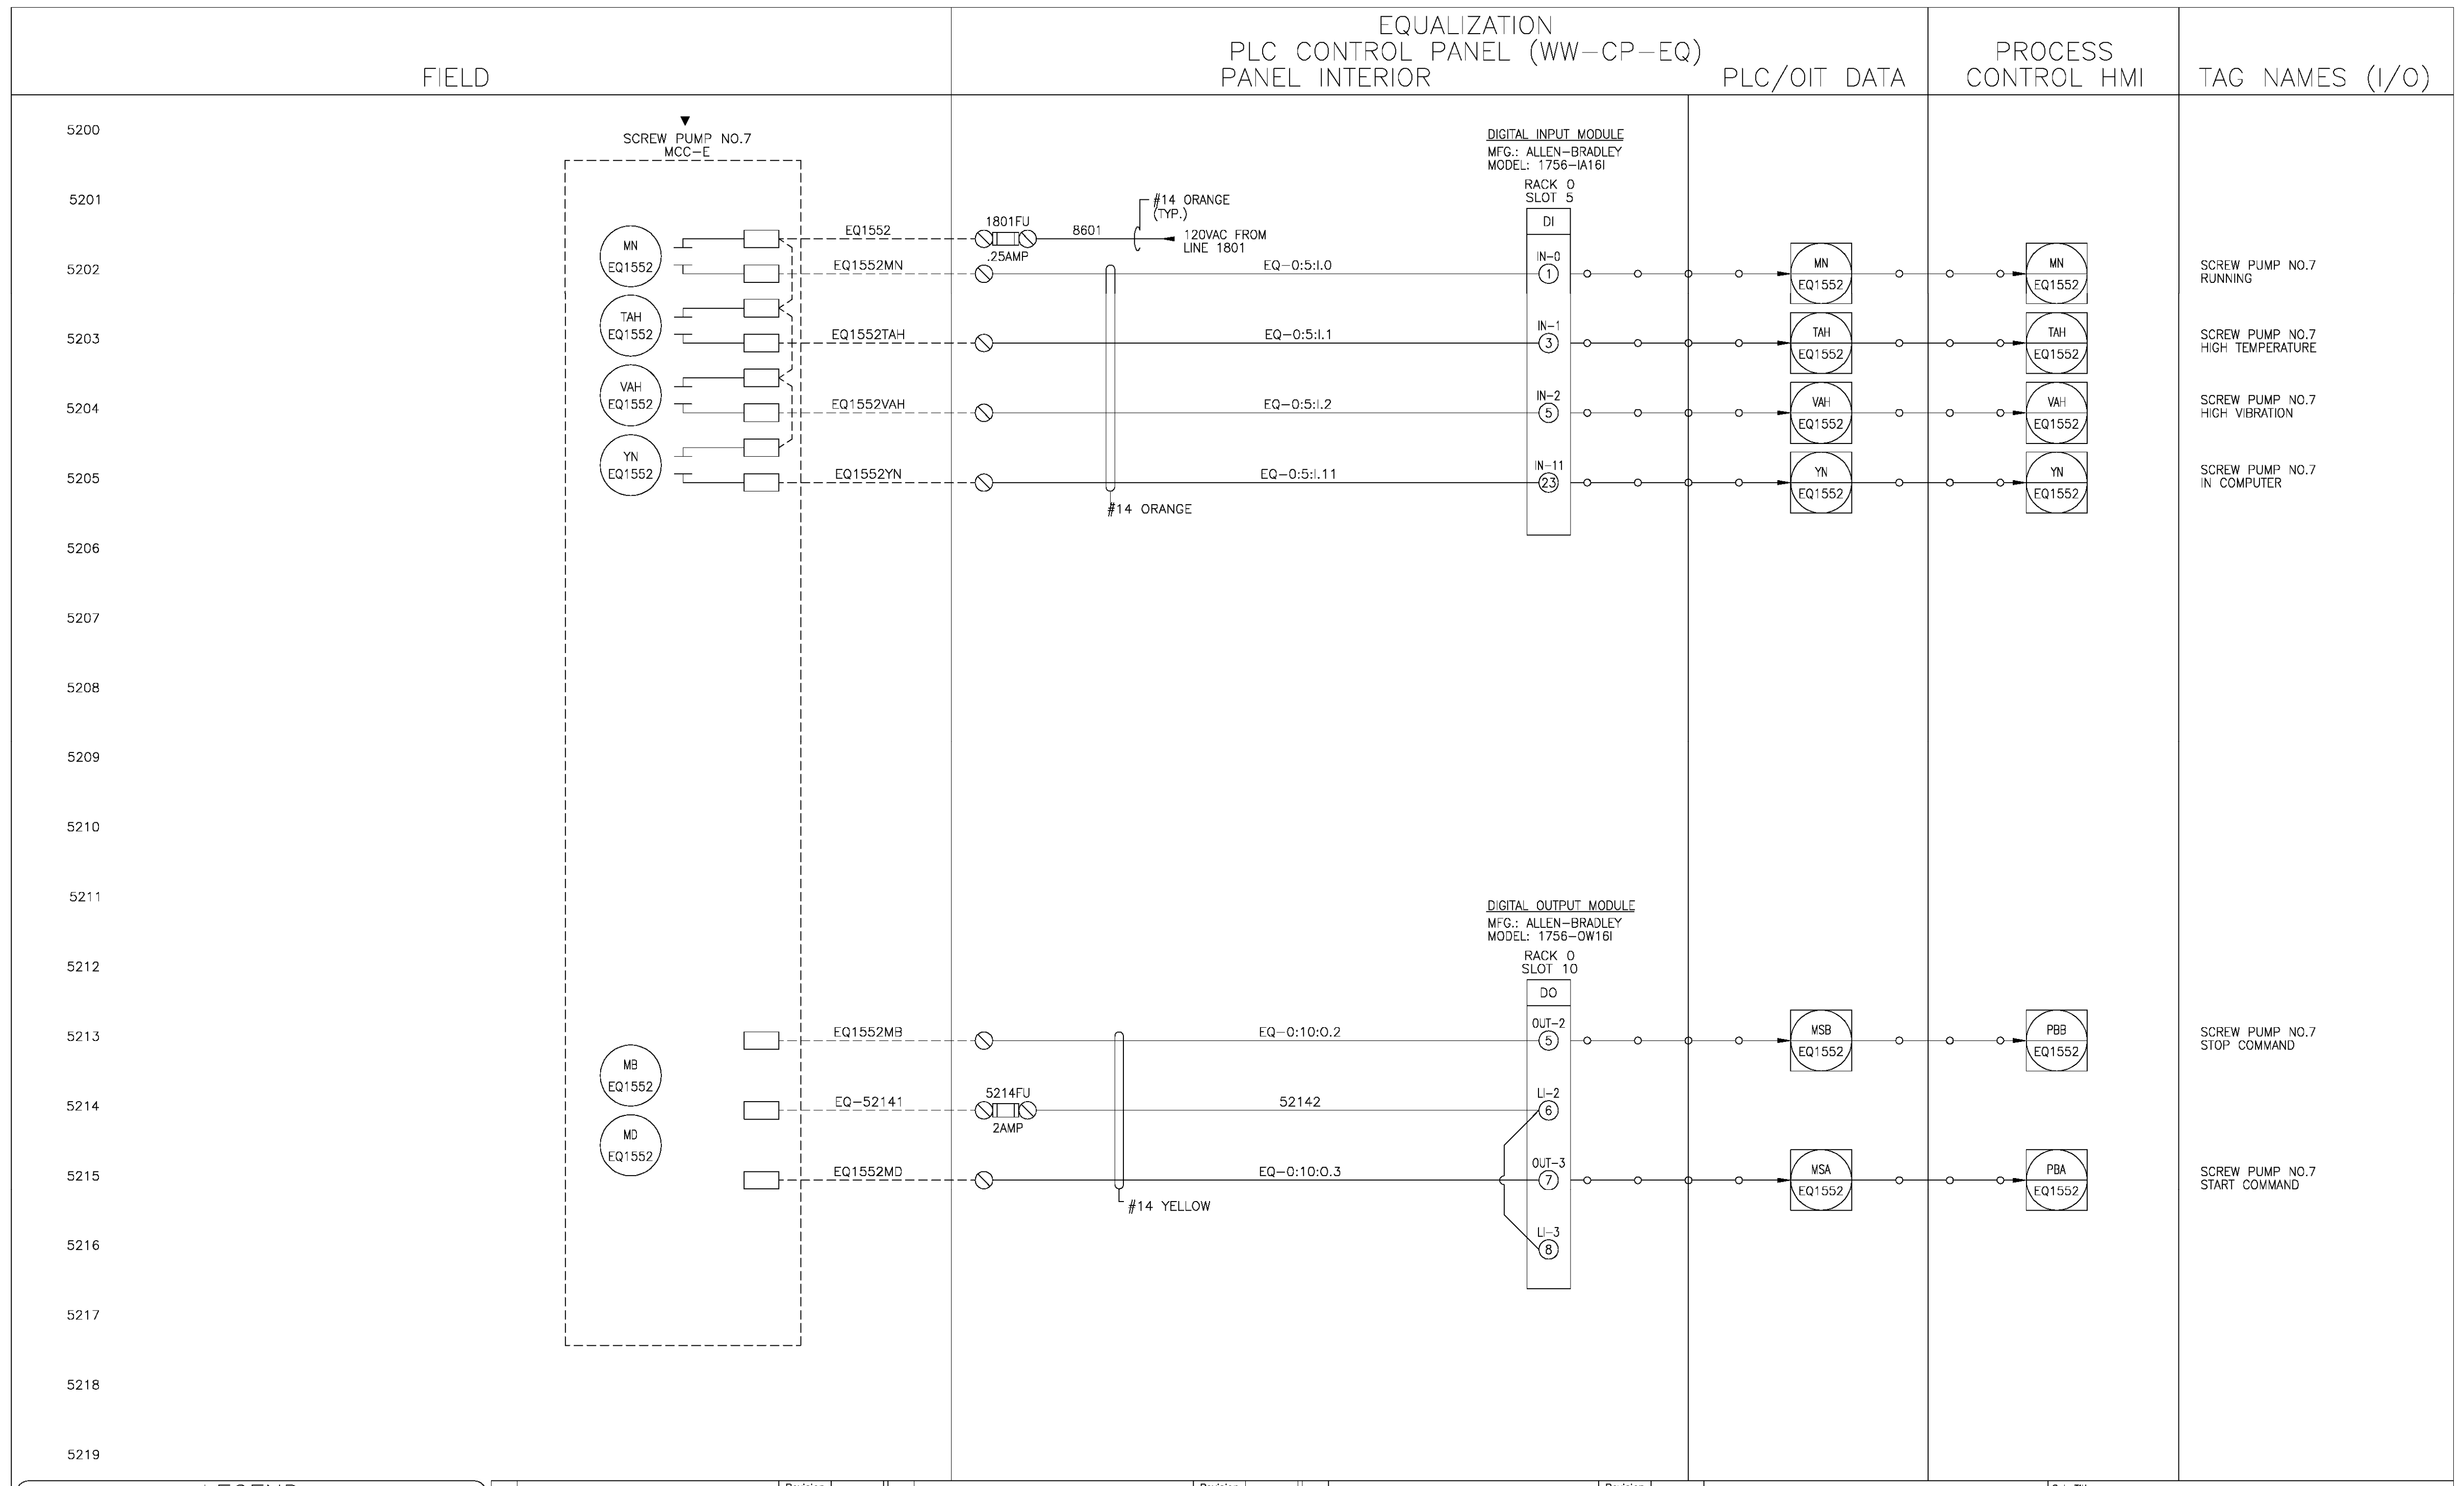 EQUALIZATION
PLC CONTROL PANEL (WW-CP-EQ)
FIELD
PANEL INTERIOR
PLC/OIT DATA
PROCESS
CONTROL HMI
TAG NAMES (I/O)
5200
SCREW PUMP NO.7
MCC-E
DIGITAL INPUT MODULE
MFG.: ALLEN-BRADLEY
MODEL: 1756-IA16I
RACK 0
SLOT 5
DI
5201
EQ1552
1801FU
.25AMP
8601
#14 ORANGE
(TYP.)
120VAC FROM
LINE 1801
5202
MN
EQ1552
EQ1552MN
EQ-0:5:I.0
IN-0
1
MN
EQ1552
MN
EQ1552
SCREW PUMP NO.7
RUNNING
5203
TAH
EQ1552
EQ1552TAH
EQ-0:5:I.1
IN-1
3
TAH
EQ1552
TAH
EQ1552
SCREW PUMP NO.7
HIGH TEMPERATURE
5204
VAH
EQ1552
EQ1552VAH
EQ-0:5:I.2
IN-2
5
VAH
EQ1552
VAH
EQ1552
SCREW PUMP NO.7
HIGH VIBRATION
5205
YN
EQ1552
EQ1552YN
EQ-0:5:I.11
IN-11
23
YN
EQ1552
YN
EQ1552
SCREW PUMP NO.7
IN COMPUTER
#14 ORANGE
5206
5207
5208
5209
5210
5211
DIGITAL OUTPUT MODULE
MFG.: ALLEN-BRADLEY
MODEL: 1756-OW16I
5212
RACK 0
SLOT 10
DO
5213
EQ1552MB
EQ-0:10:O.2
OUT-2
5
MSB
EQ1552
PBB
EQ1552
SCREW PUMP NO.7
STOP COMMAND
MB
EQ1552
5214
EQ-52141
5214FU
2AMP
52142
LI-2
6
MD
EQ1552
5215
EQ1552MD
EQ-0:10:O.3
OUT-3
7
MSA
EQ1552
PBA
EQ1552
SCREW PUMP NO.7
START COMMAND
#14 YELLOW
5216
LI-3
8
5217
5218
5219